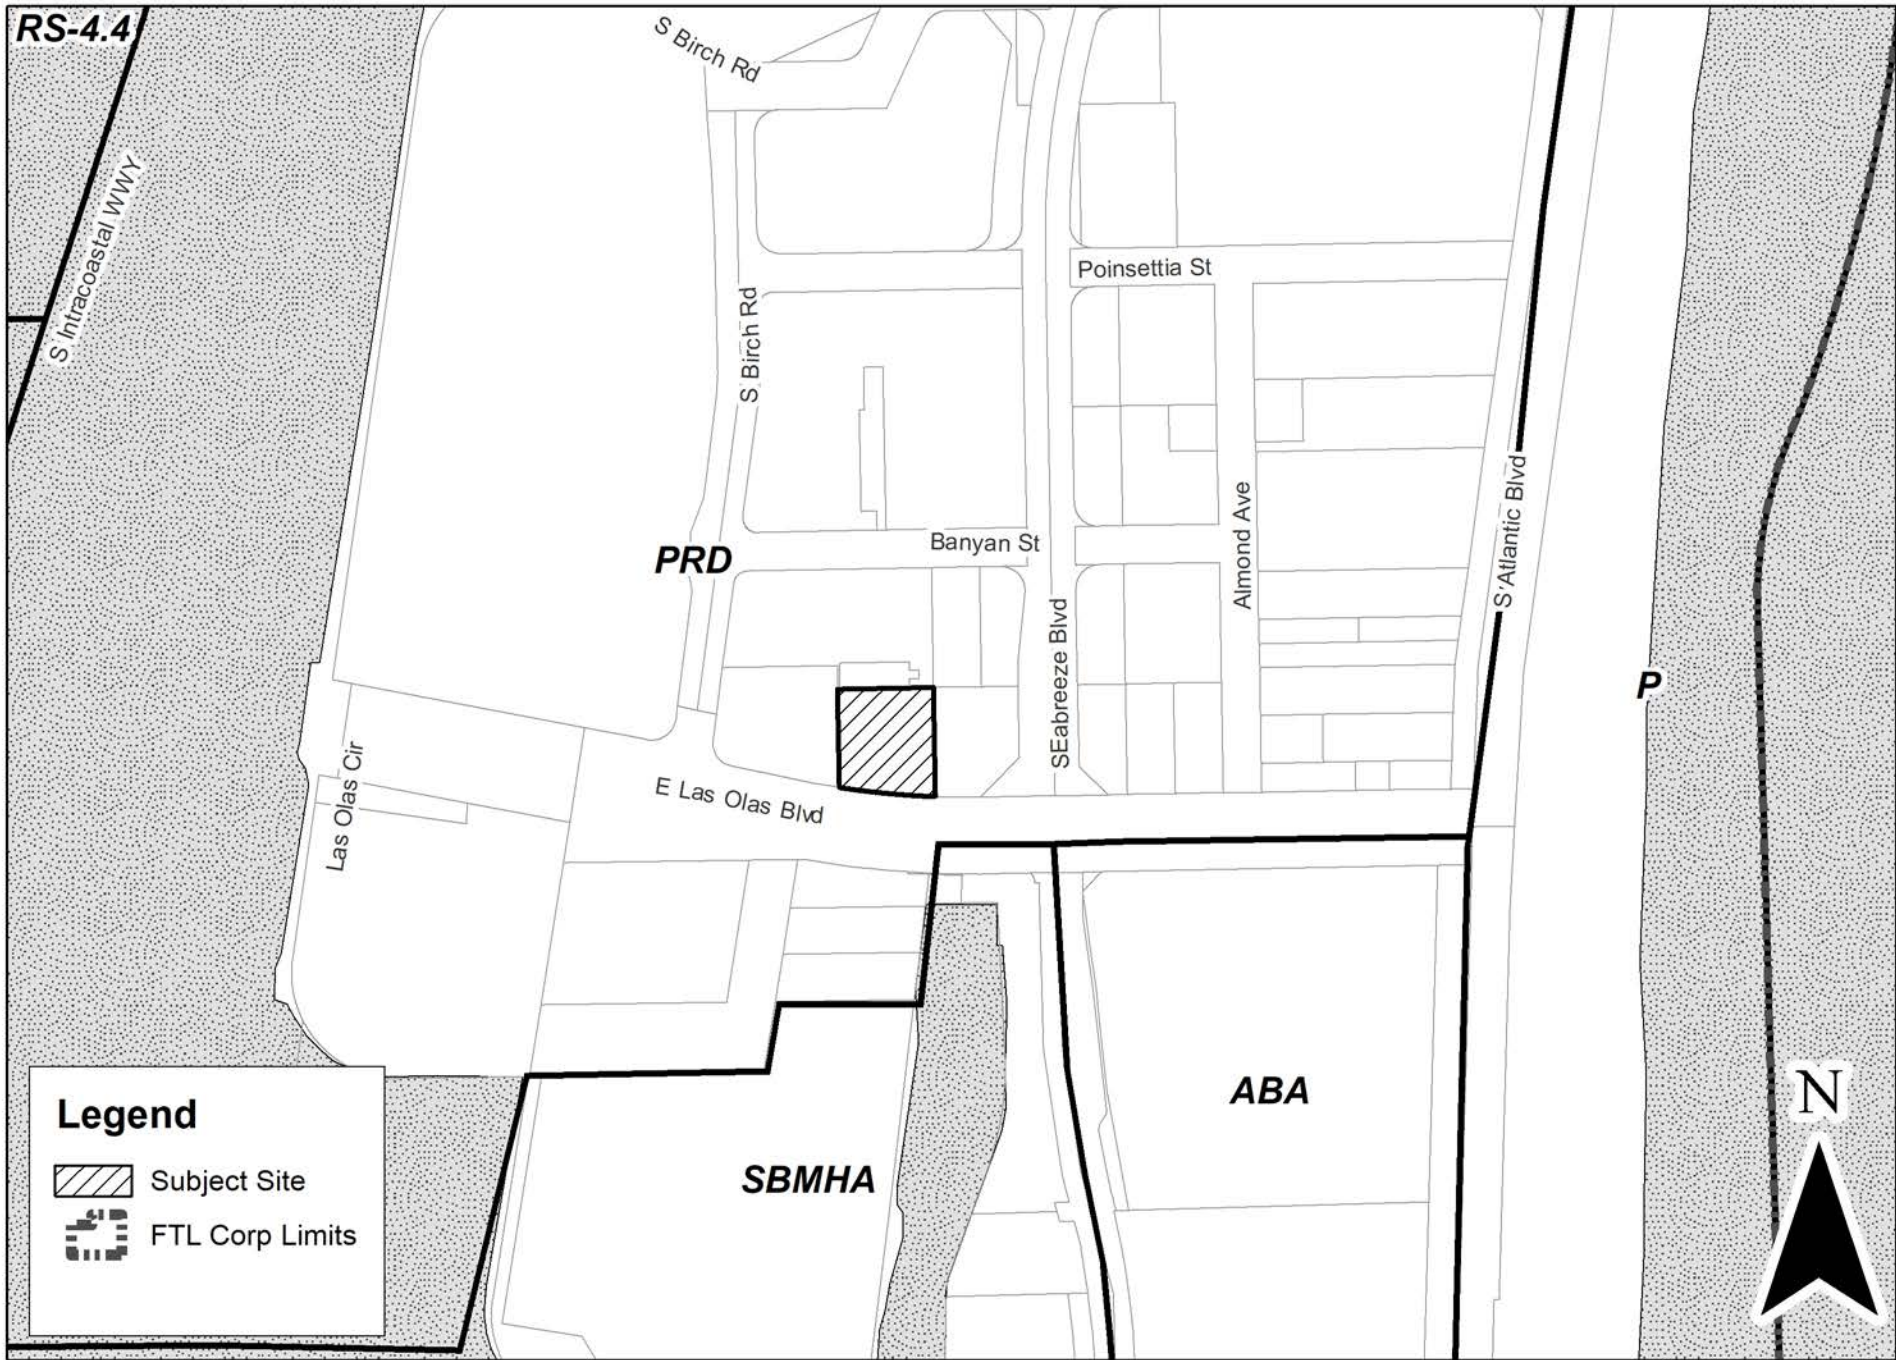 RS-4.4
S Birch Rd
S Intracoastal WWY
Poinsettia St
S Birch Rd
Almond Ave
S Atlantic Blvd
Banyan St
PRD
SEabreeze Blvd
P
Las Olas Cir
E Las Olas Blvd
ABA
SBMHA
N
Legend
Subject Site
FTL Corp Limits